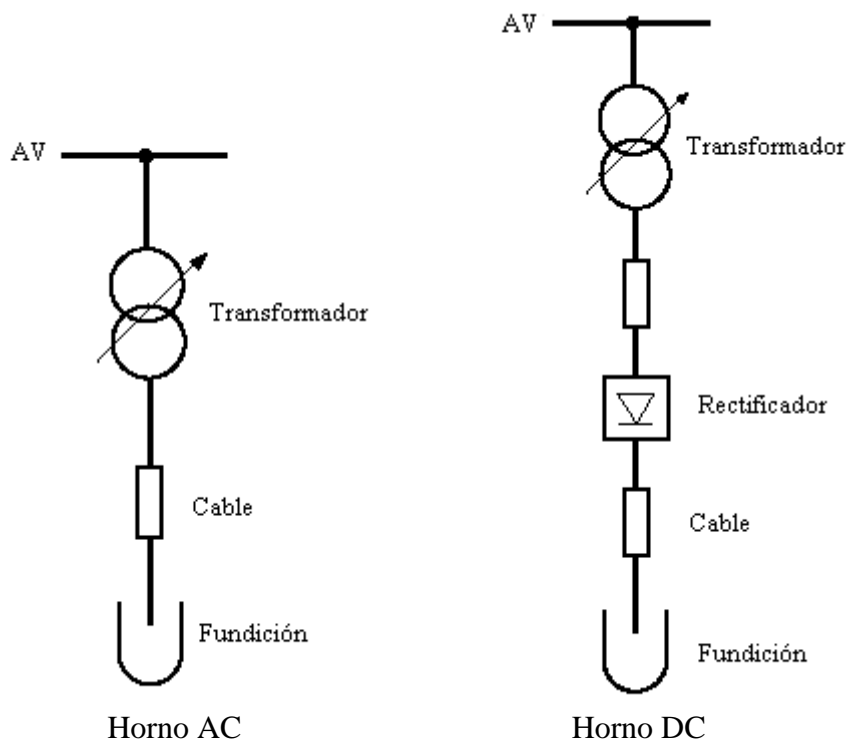 AV
Transformador
Cable
Fundición
Horno AC
AV
Transformador
Rectificador
Cable
Fundición
Horno DC